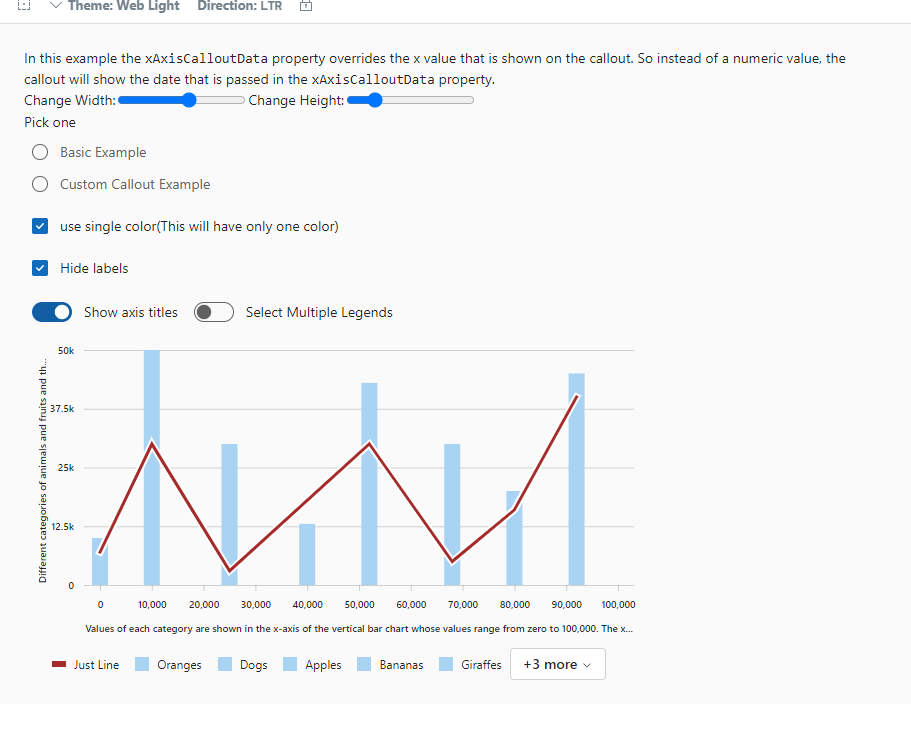 Theme: Web Light Direction: LTR
In this example the xAxisCalloutData property overrides the x value that is shown on the callout. So instead of a numeric value, the
callout will show the date that is passed in the xAxisCalloutData property.
Change Width: Change Height:
Pick one
Basic Example
Custom Callout Example
use single color(This will have only one color)
Hide labels
Show axis titles Select Multiple Legends
Different categories of animals and fruits and th...
50k
37.5k
25k
12.5k
0
0 10,000 20,000 30,000 40,000 50,000 60,000 70,000 80,000 90,000 100,000
Values of each category are shown in the x-axis of the vertical bar chart whose values range from zero to 100,000. The x...
Just Line Oranges Dogs Apples Bananas Giraffes +3 more